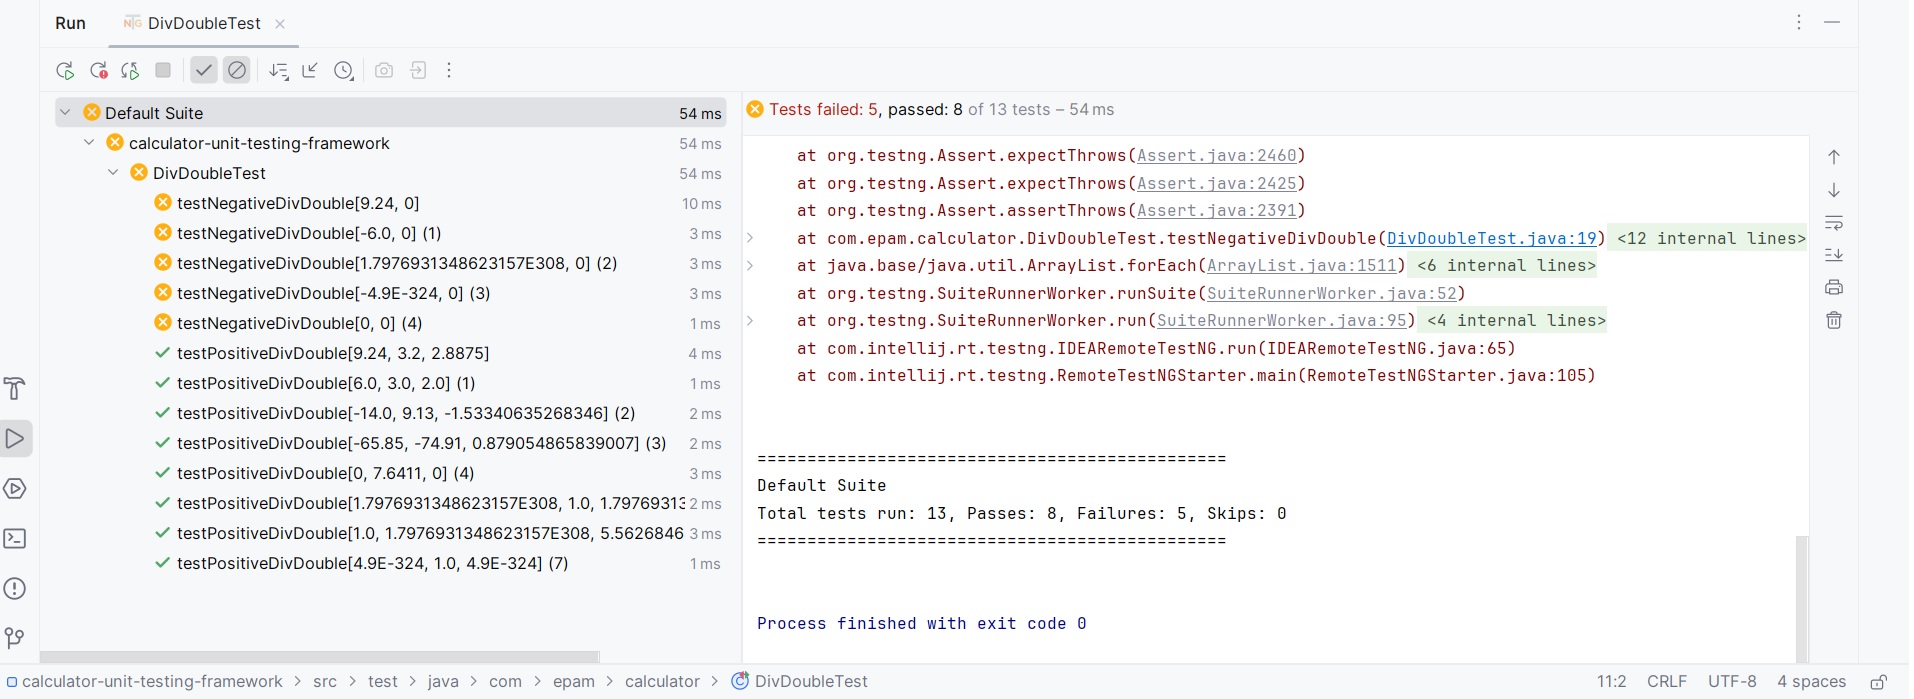 Run DivDoubleTest
Default Suite 54 ms
calculator-unit-testing-framework 54 ms
DivDoubleTest 54 ms
testNegativeDivDouble[9.24, 0] 10 ms
testNegativeDivDouble[-6.0, 0] (1) 3 ms
testNegativeDivDouble[1.7976931348623157E308, 0] (2) 3 ms
testNegativeDivDouble[-4.9E-324, 0] (3) 3 ms
testNegativeDivDouble[0, 0] (4) 1 ms
testPositiveDivDouble[9.24, 3.2, 2.8875] 4 ms
testPositiveDivDouble[6.0, 3.0, 2.0] (1) 1 ms
testPositiveDivDouble[-14.0, 9.13, -1.53340635268346] (2) 2 ms
testPositiveDivDouble[-65.85, -74.91, 0.879054865839007] (3) 2 ms
testPositiveDivDouble[0, 7.6411, 0] (4) 3 ms
testPositiveDivDouble[1.7976931348623157E308, 1.0, 1.7976931 2 ms
testPositiveDivDouble[1.0, 1.7976931348623157E308, 5.5626846 3 ms
testPositiveDivDouble[4.9E-324, 1.0, 4.9E-324] (7) 1 ms
Tests failed: 5, passed: 8 of 13 tests – 54 ms
at org.testng.Assert.expectThrows(Assert.java:2460)
at org.testng.Assert.expectThrows(Assert.java:2425)
at org.testng.Assert.assertThrows(Assert.java:2391)
at com.epam.calculator.DivDoubleTest.testNegativeDivDouble(DivDoubleTest.java:19) <12 internal lines>
at java.base/java.util.ArrayList.forEach(ArrayList.java:1511) <6 internal lines>
at org.testng.SuiteRunnerWorker.runSuite(SuiteRunnerWorker.java:52)
at org.testng.SuiteRunnerWorker.run(SuiteRunnerWorker.java:95) <4 internal lines>
at com.intellij.rt.testng.IDEARemoteTestNG.run(IDEARemoteTestNG.java:65)
at com.intellij.rt.testng.RemoteTestNGStarter.main(RemoteTestNGStarter.java:105)
===============================================
Default Suite
Total tests run: 13, Passes: 8, Failures: 5, Skips: 0
===============================================
Process finished with exit code 0
calculator-unit-testing-framework > src > test > java > com > epam > calculator > DivDoubleTest 11:2 CRLF UTF-8 4 spaces